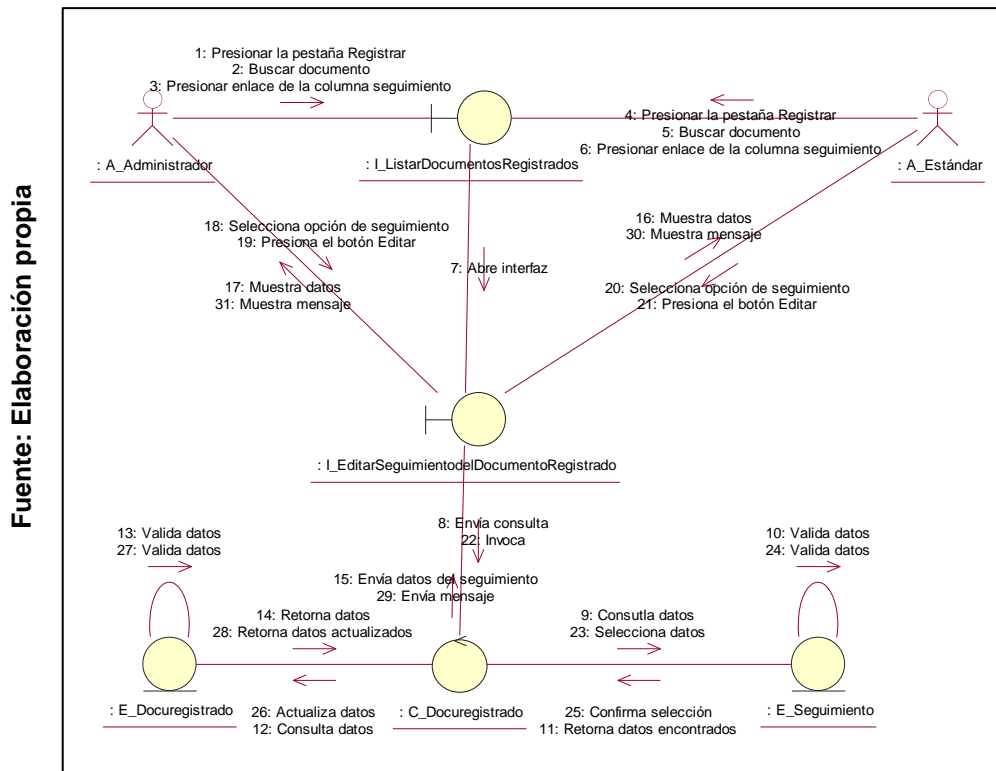 Fuente: Elaboración propia
1: Presionar la pestaña Registrar
2: Buscar documento
3: Presionar enlace de la columna seguimiento
4: Presionar la pestaña Registrar
5: Buscar documento
6: Presionar enlace de la columna seguimiento
: A_Administrador
: I_ListarDocumentosRegistrados
: A_Estándar
18: Selecciona opción de seguimiento
19: Presiona el botón Editar
17: Muestra datos
31: Muestra mensaje
7: Abre interfaz
16: Muestra datos
30: Muestra mensaje
20: Selecciona opción de seguimiento
21: Presiona el botón Editar
: I_EditarSeguimientodelDocumentoRegistrado
13: Valida datos
27: Valida datos
8: Envía consulta
22: Invoca
10: Valida datos
24: Valida datos
15: Envía datos del seguimiento
29: Envía mensaje
14: Retorna datos
28: Retorna datos actualizados
9: Consutla datos
23: Selecciona datos
: E_Docuregistrado
26: Actualiza datos
12: Consulta datos
: C_Docuregistrado
25: Confirma selección
11: Retorna datos encontrados
: E_Seguimiento